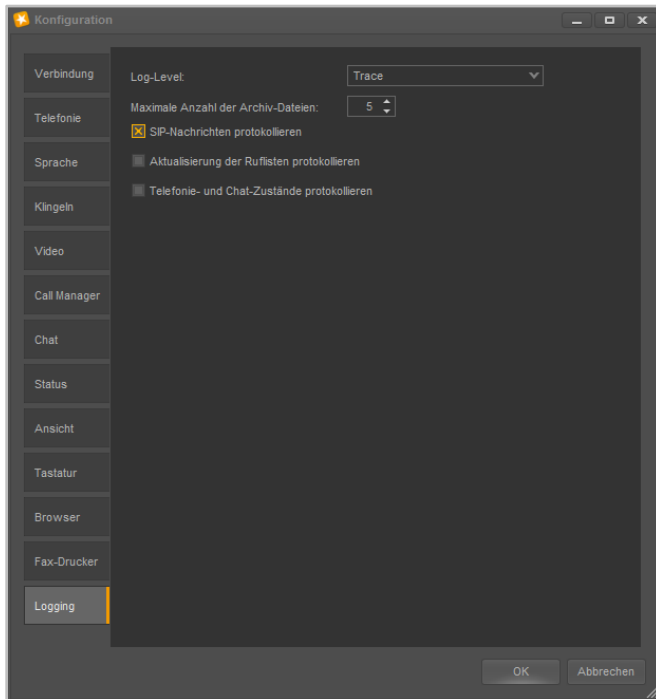 Konfiguration
Verbindung
Telefonie
Sprache
Klingeln
Video
Call Manager
Chat
Status
Ansicht
Tastatur
Browser
Fax-Drucker
Logging
Log-Level: Trace
Maximale Anzahl der Archiv-Dateien: 5
SIP-Nachrichten protokollieren
Aktualisierung der Ruflisten protokollieren
Telefonie- und Chat-Zustände protokollieren
OK Abbrechen